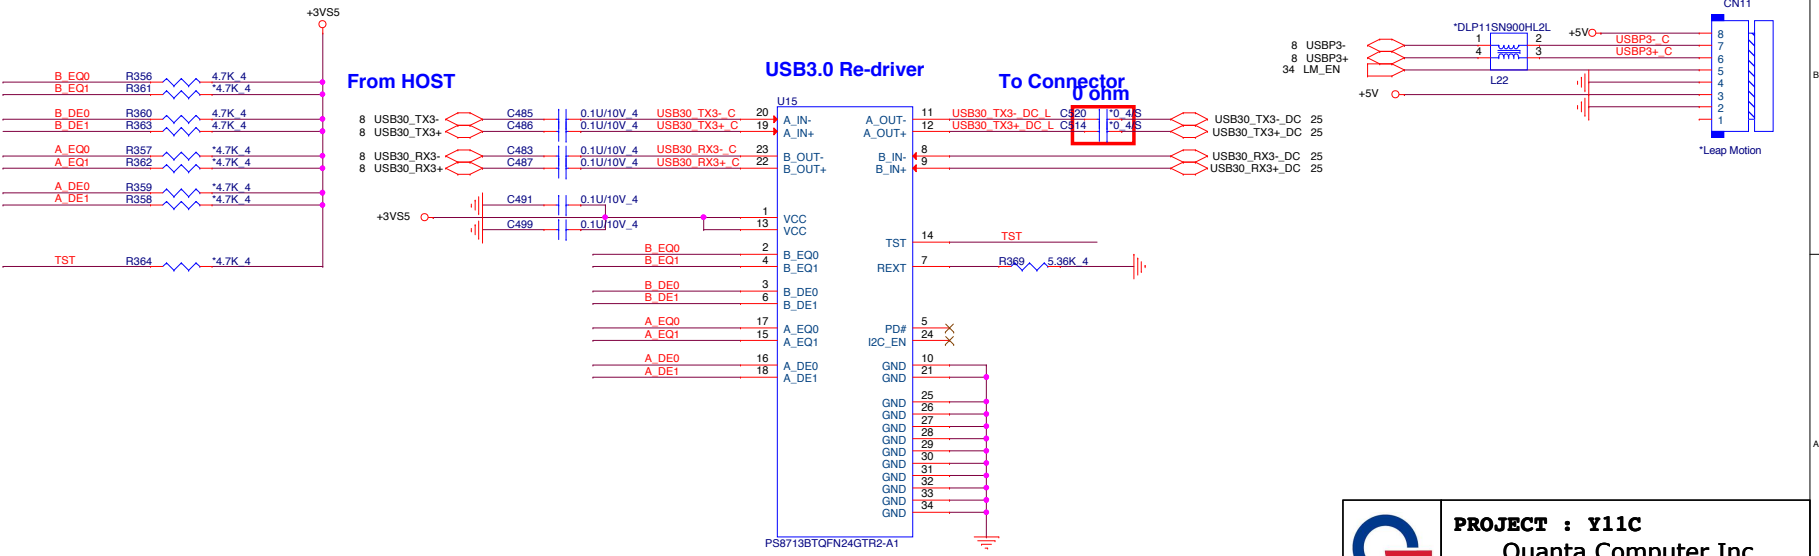 +3VS5
B_EQ0 R356 4.7K_4
B_EQ1 R361 *4.7K_4
B_DE0 R360 4.7K_4
B_DE1 R363 4.7K_4
A_EQ0 R357 *4.7K_4
A_EQ1 R362 *4.7K_4
A_DE0 R359 *4.7K_4
A_DE1 R358 *4.7K_4
TST R364 *4.7K_4
From HOST
USB3.0 Re-driver
To Connector
0 ohm
U15
8 USB30_TX3- C485 0.1U/10V_4 USB30_TX3-_C 20 A_IN-
8 USB30_TX3+ C486 0.1U/10V_4 USB30_TX3+_C 19 A_IN+
8 USB30_RX3- C483 0.1U/10V_4 USB30_RX3-_C 23 B_OUT-
8 USB30_RX3+ C487 0.1U/10V_4 USB30_RX3+_C 22 B_OUT+
C491 0.1U/10V_4
+3VS5
C499 0.1U/10V_4
1 VCC
13 VCC
B_EQ0 2 B_EQ0
B_EQ1 4 B_EQ1
B_DE0 3 B_DE0
B_DE1 6 B_DE1
A_EQ0 17 A_EQ0
A_EQ1 15 A_EQ1
A_DE0 16 A_DE0
A_DE1 18 A_DE1
A_OUT- 11 USB30_TX3-_DC_L C520 *0_4/S USB30_TX3-_DC 25
A_OUT+ 12 USB30_TX3+_DC_L C514 *0_4/S USB30_TX3+_DC 25
B_IN- 8 USB30_RX3-_DC 25
B_IN+ 9 USB30_RX3+_DC 25
TST 14 TST
REXT 7 R369 5.36K_4
PD# 5
I2C_EN 24
GND 10
GND 21
GND 25
GND 26
GND 27
GND 28
GND 29
GND 30
GND 31
GND 32
GND 33
GND 34
PS8713BTQFN24GTR2-A1
CN11
*DLP11SN900HL2L
+5V 8
8 USBP3- 1 2 USBP3-_C 7
8 USBP3+ 4 3 USBP3+_C 6
34 LM_EN 5
L22
4
+5V 3
2
1
*Leap Motion
B
A
PROJECT : Y11C
Quanta Computer Inc